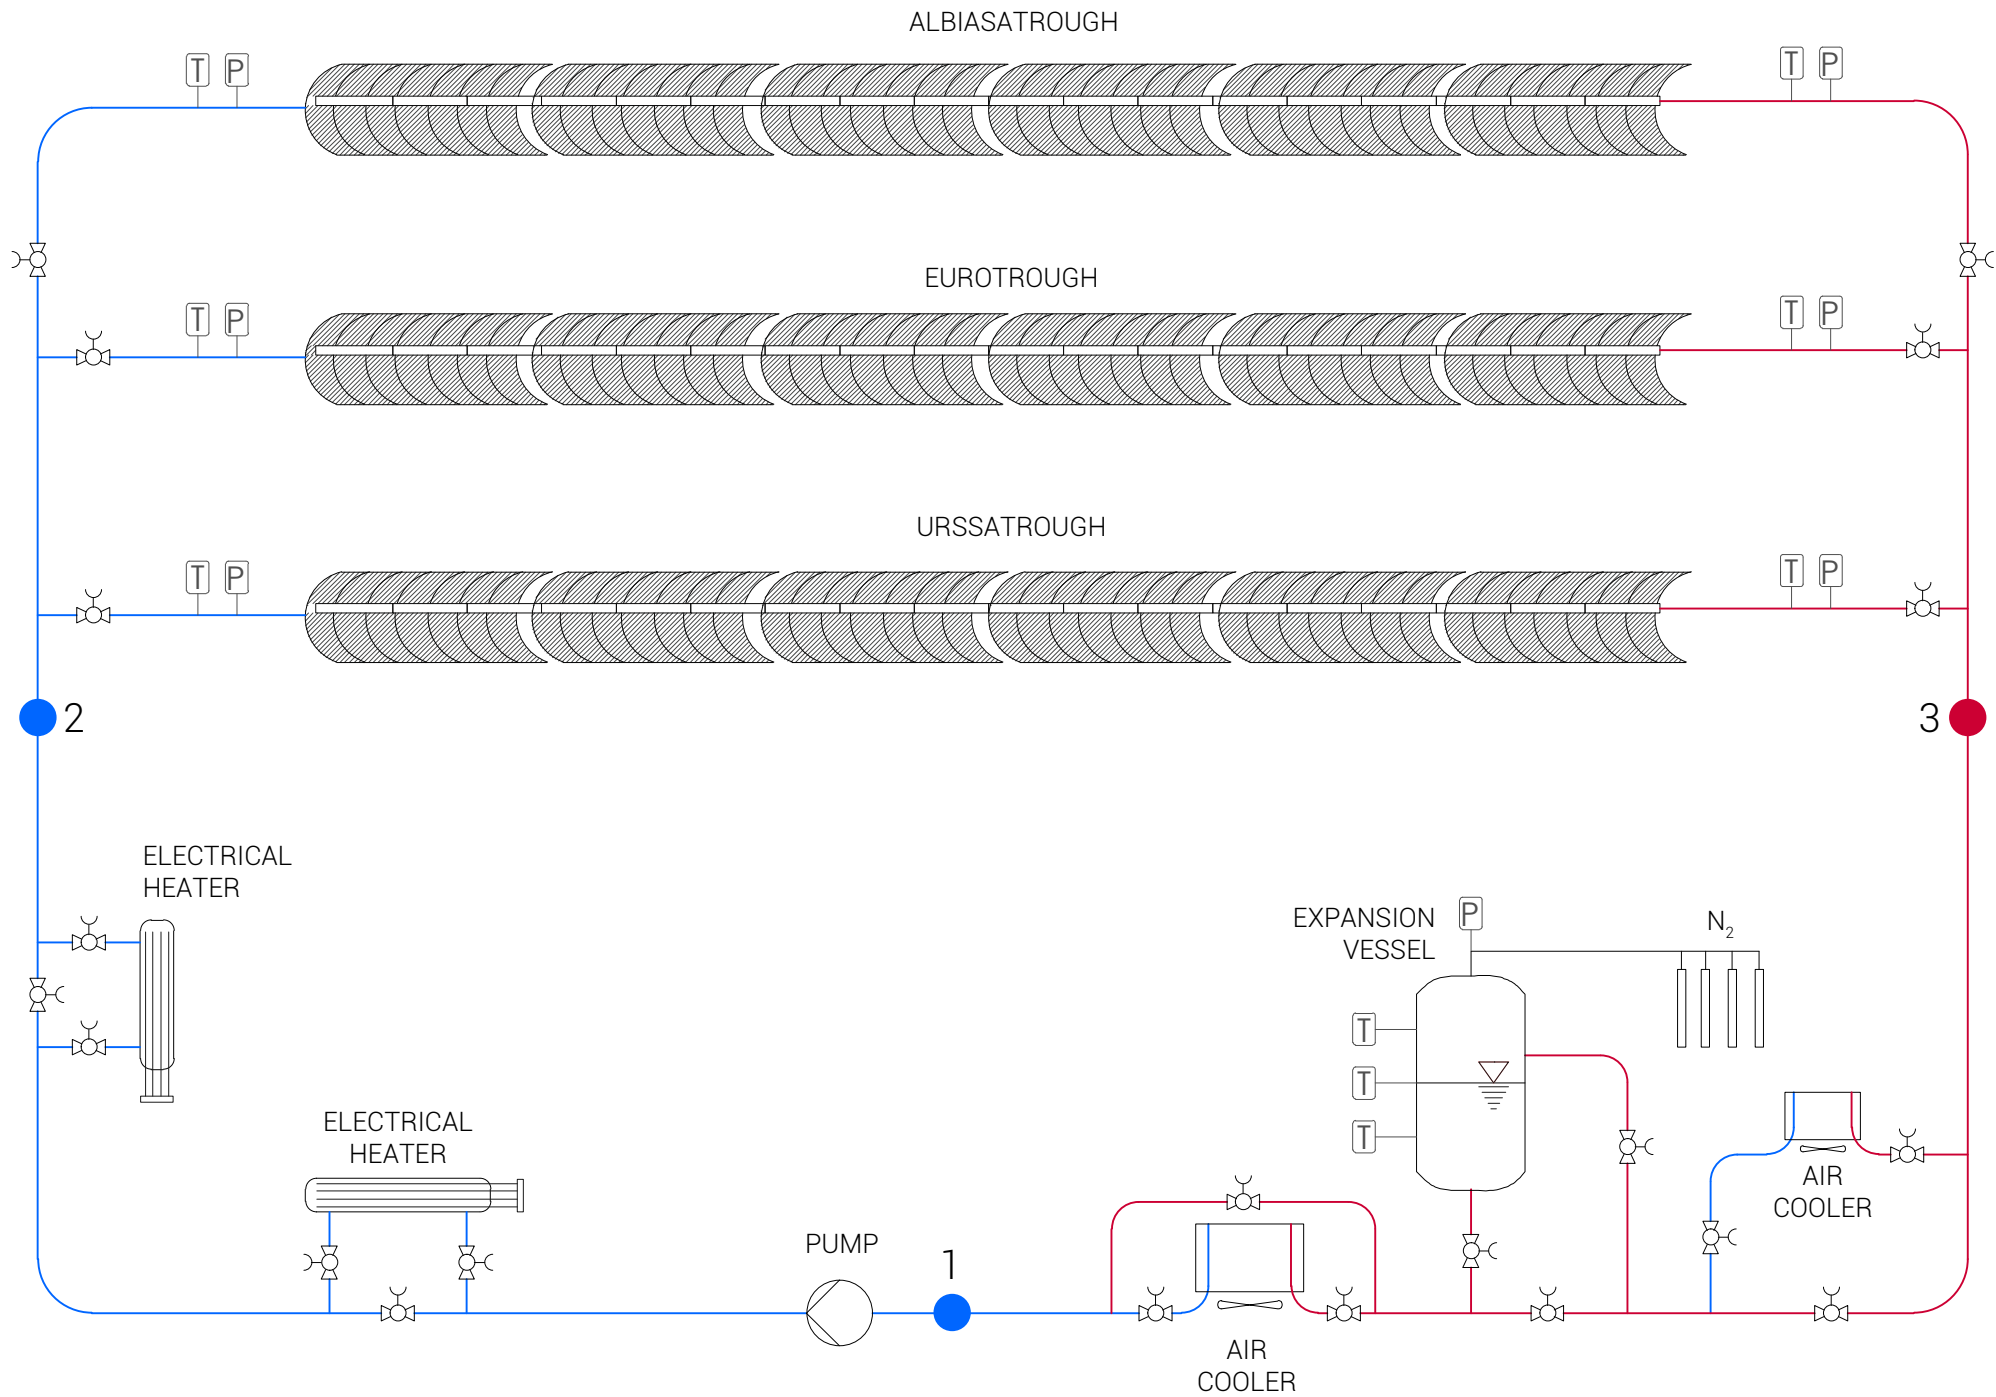 ALBIASATROUGH
T P
T P
EUROTROUGH
T P
T P
URSSATROUGH
T P
T P
2
3
ELECTRICAL
HEATER
EXPANSION
VESSEL
P
N₂
T
T
T
ELECTRICAL
HEATER
AIR
COOLER
PUMP
1
AIR
COOLER